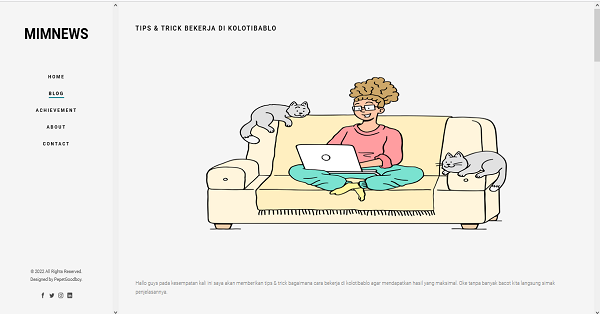 MIMNEWS
HOME
BLOG
ACHIEVEMENT
ABOUT
CONTACT
© 2022 All Rights Reserved.
Designed by PepetGoodboy.
TIPS & TRICK BEKERJA DI KOLOTIBABLO
Hallo guys pada kesempatan kali ini saya akan memberikan tips & trick bagaimana cara bekerja di kolotibablo agar mendapatkan hasil yang maksimal. Oke tanpa banyak bacot kita langsung simak
penjelasannya.